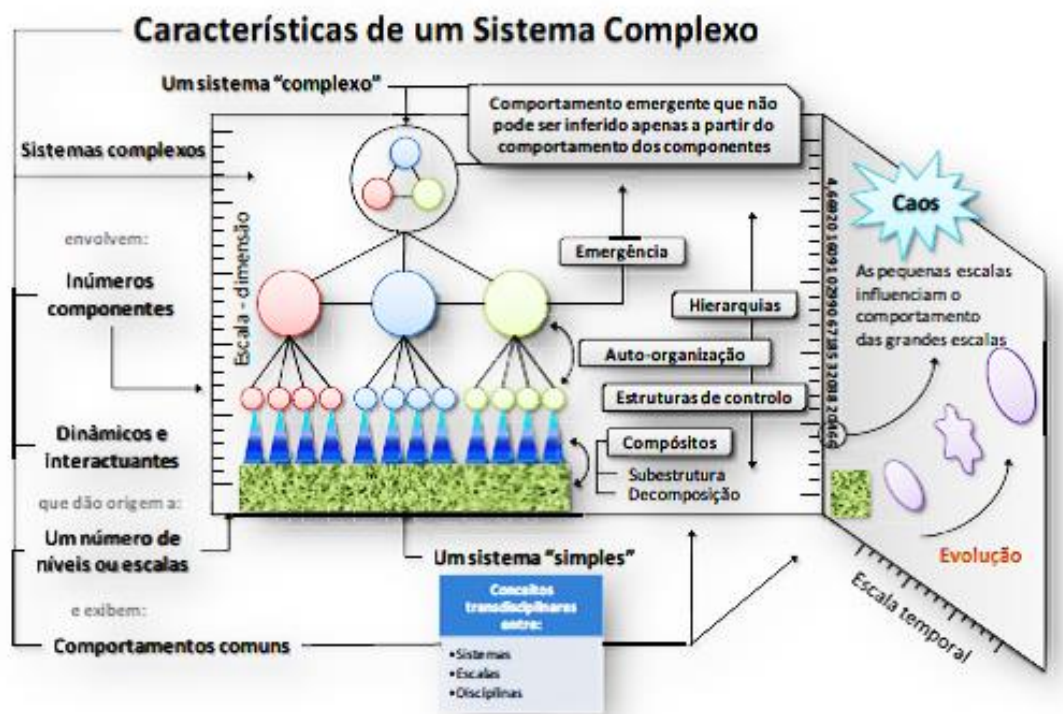 Características de um Sistema Complexo
Um sistema “complexo”
Comportamento emergente que não
pode ser inferido apenas a partir do
comportamento dos componentes
Sistemas complexos
envolvem:
Inúmeros
componentes
Dinâmicos e
interactuantes
que dão origem a:
Um número de
níveis ou escalas
e exibem:
Comportamentos comuns
Escala - dimensão
Emergência
Hierarquias
Auto-organização
Estruturas de controlo
Compósitos
Subestrutura
Decomposição
Um sistema “simples”
Conceitos
transdisciplinares
entre:
•Sistemas
•Escalas
•Disciplinas
Caos
As pequenas escalas
influenciam o
comportamento
das grandes escalas
Evolução
Escala temporal